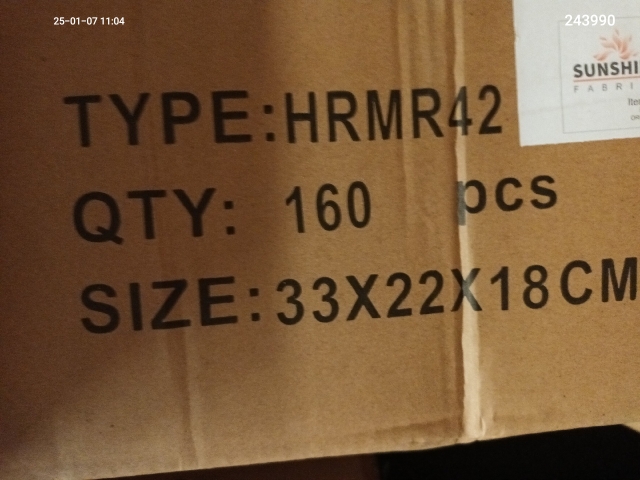 25-01-07 11:04
243990
SUNSHI
FABRI
TYPE:HRMR42
QTY: 160 pcs
SIZE:33X22X18CM